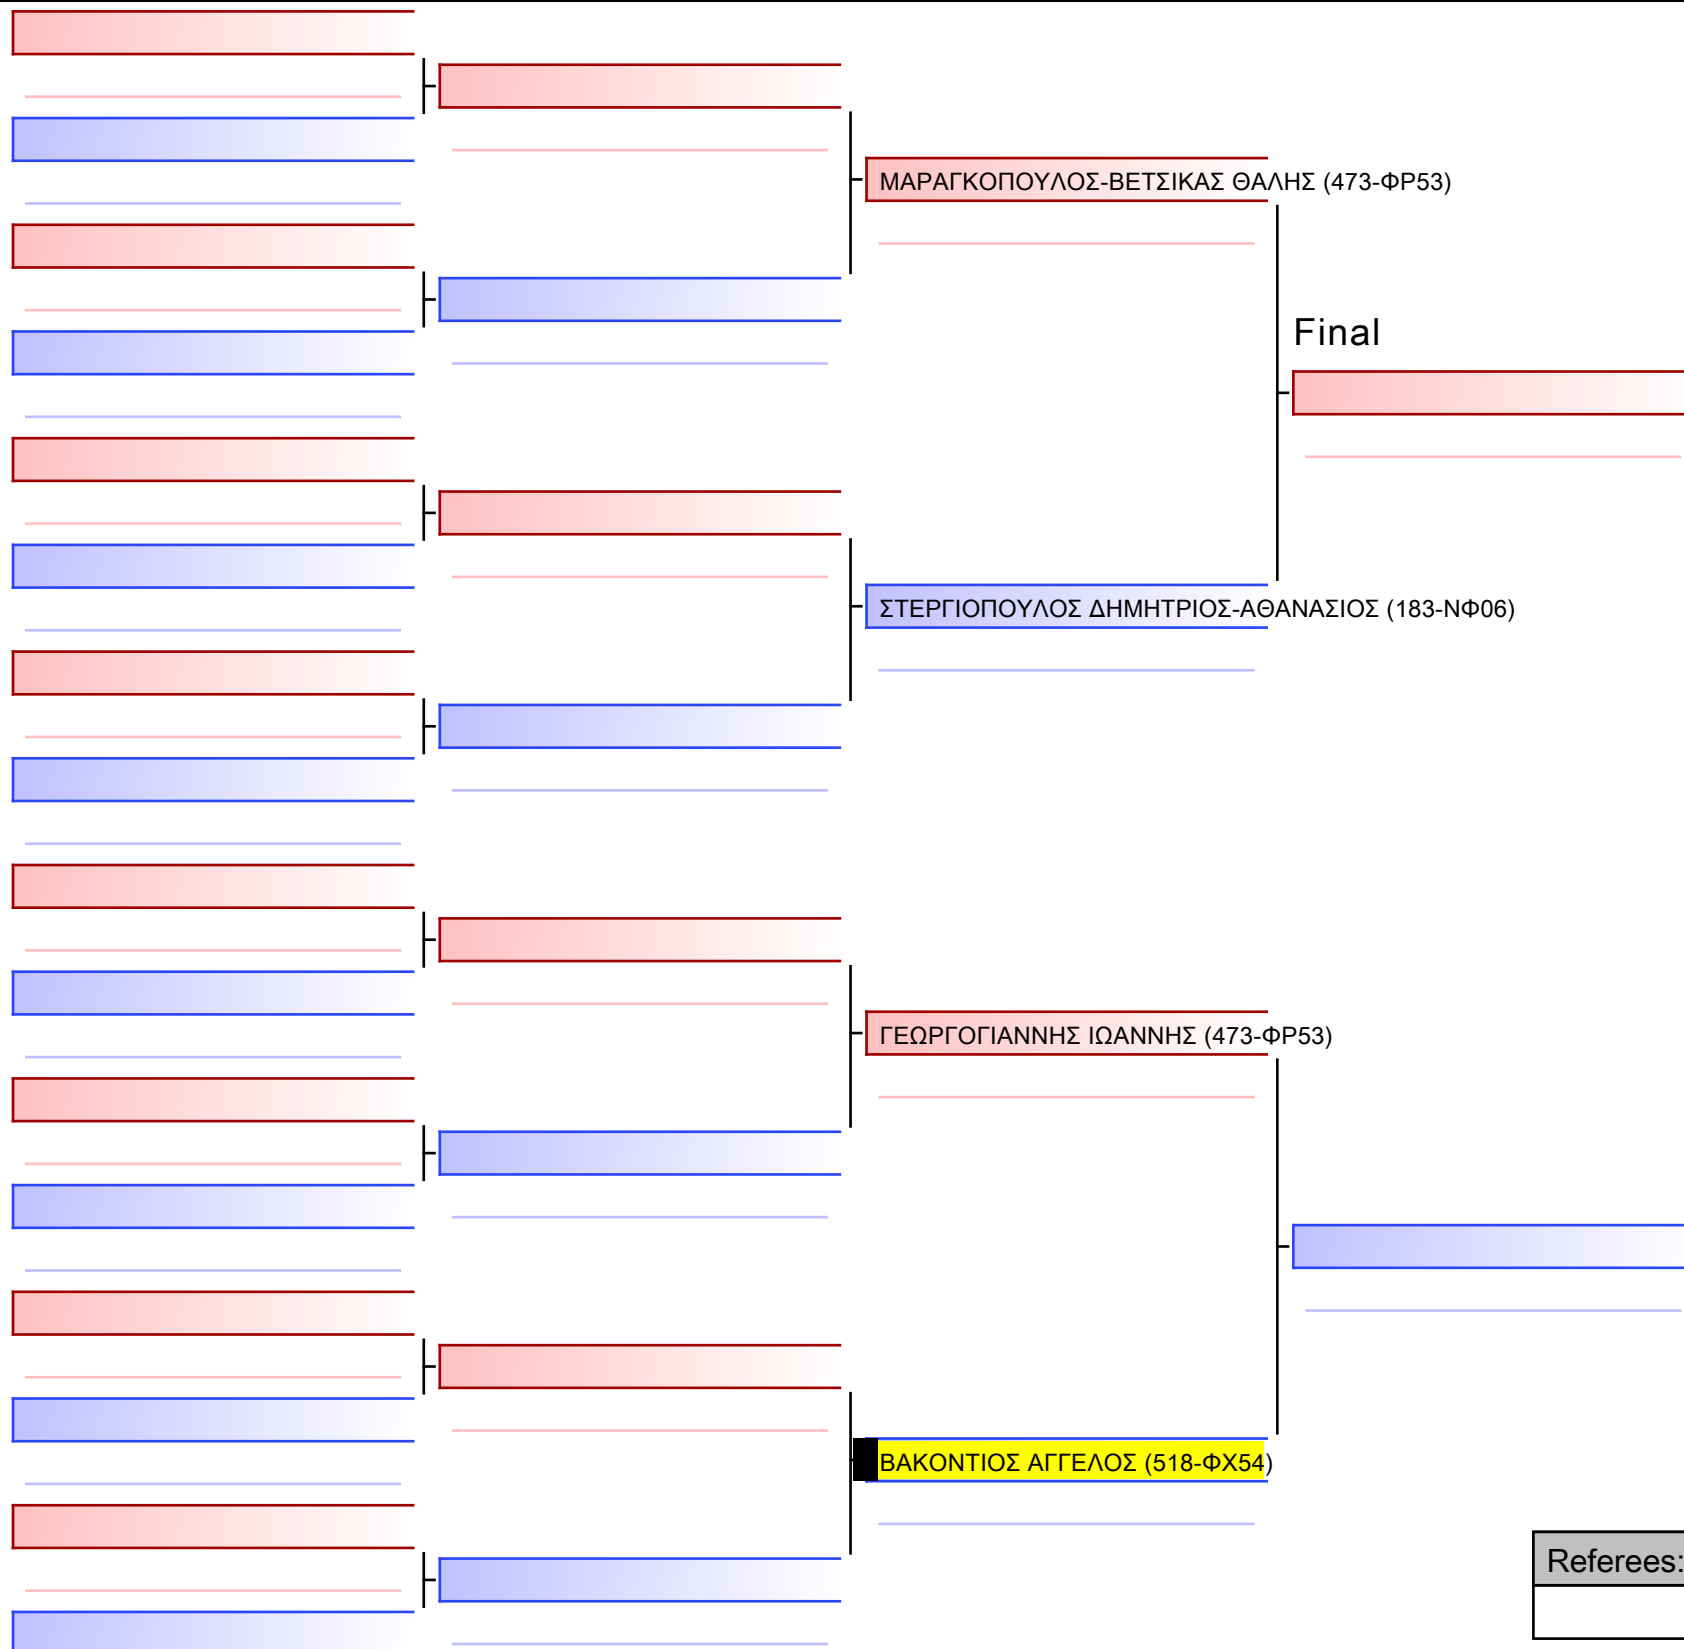 ΜΑΡΑΓΚΟΠΟΥΛΟΣ-ΒΕΤΣΙΚΑΣ ΘΑΛΗΣ (473-ΦΡ53)
Final
ΣΤΕΡΓΙΟΠΟΥΛΟΣ ΔΗΜΗΤΡΙΟΣ-ΑΘΑΝΑΣΙΟΣ (183-ΝΦ06)
ΓΕΩΡΓΟΓΙΑΝΝΗΣ ΙΩΑΝΝΗΣ (473-ΦΡ53)
ΒΑΚΟΝΤΙΟΣ ΑΓΓΕΛΟΣ (518-ΦΧ54)
Referees: